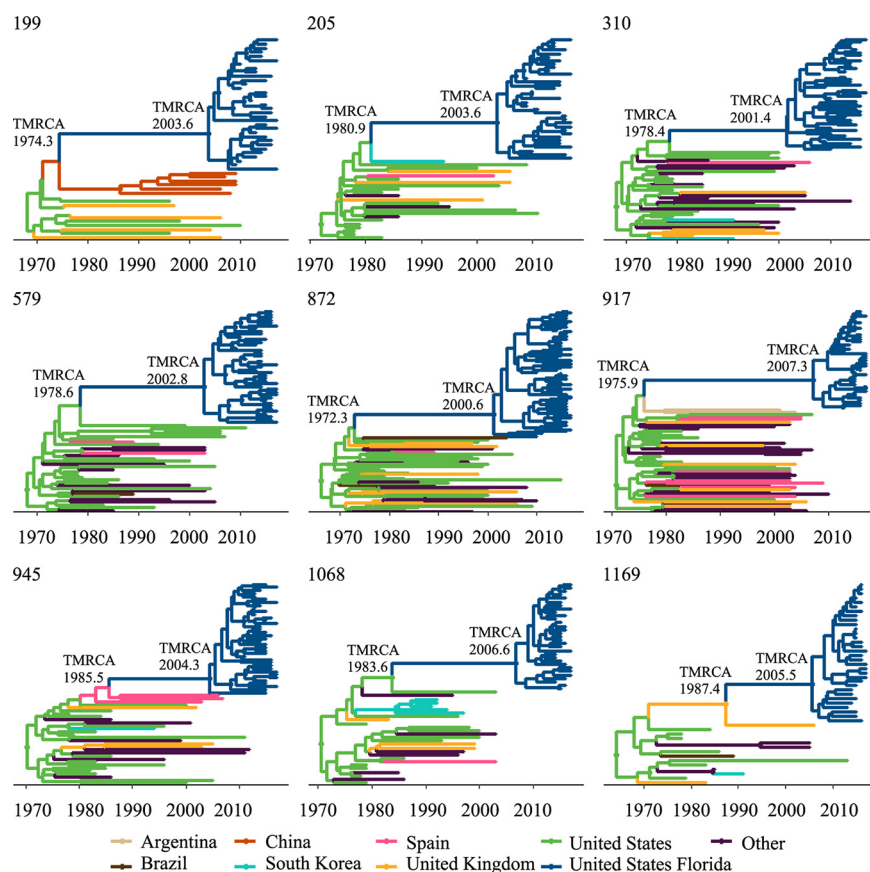 199
205
310
TMRCA
2003.6
TMRCA
1974.3
TMRCA
2003.6
TMRCA
1980.9
TMRCA
2001.4
TMRCA
1978.4
1970 1980 1990 2000 2010
1970 1980 1990 2000 2010
1970 1980 1990 2000 2010
579
872
917
TMRCA
2002.8
TMRCA
1978.6
TMRCA
2000.6
TMRCA
1972.3
TMRCA
2007.3
TMRCA
1975.9
1970 1980 1990 2000 2010
1970 1980 1990 2000 2010
1970 1980 1990 2000 2010
945
1068
1169
TMRCA
2004.3
TMRCA
1985.5
TMRCA
2006.6
TMRCA
1983.6
TMRCA
2005.5
TMRCA
1987.4
1970 1980 1990 2000 2010
1970 1980 1990 2000 2010
1970 1980 1990 2000 2010
Argentina China Spain United States Other
Brazil South Korea United Kingdom United States Florida